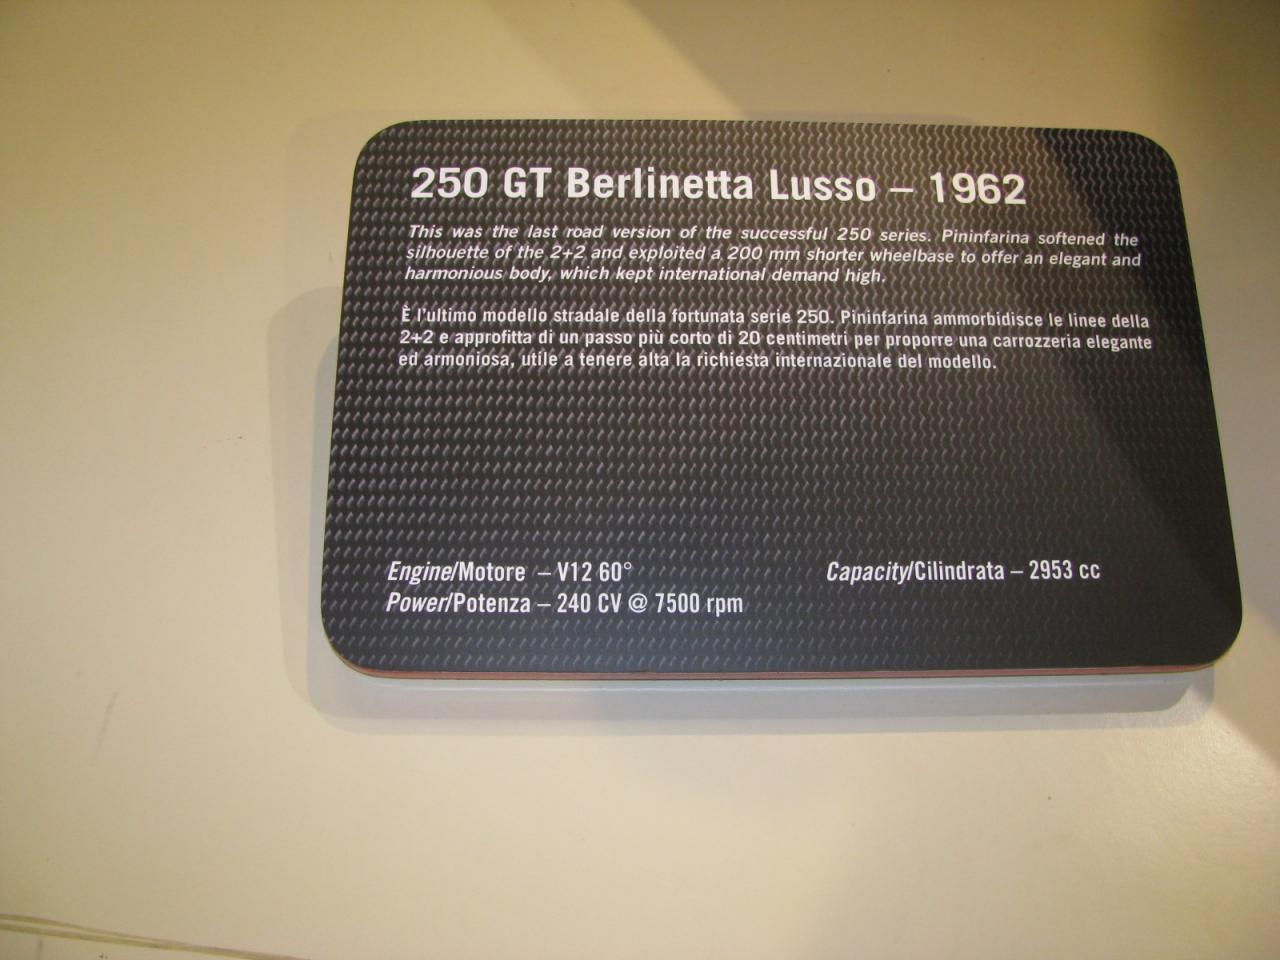 250 GT Berlinetta Lusso – 1962
This was the last road version of the successful 250 series. Pininfarina softened the
silhouette of the 2+2 and exploited a 200 mm shorter wheelbase to offer an elegant and
harmonious body, which kept international demand high.
È l'ultimo modello stradale della fortunata serie 250. Pininfarina ammorbidisce le linee della
2+2 e approfitta di un passo più corto di 20 centimetri per proporre una carrozzeria elegante
ed armoniosa, utile a tenere alta la richiesta internazionale del modello.
Engine/Motore – V12 60° Capacity/Cilindrata – 2953 cc
Power/Potenza – 240 CV @ 7500 rpm